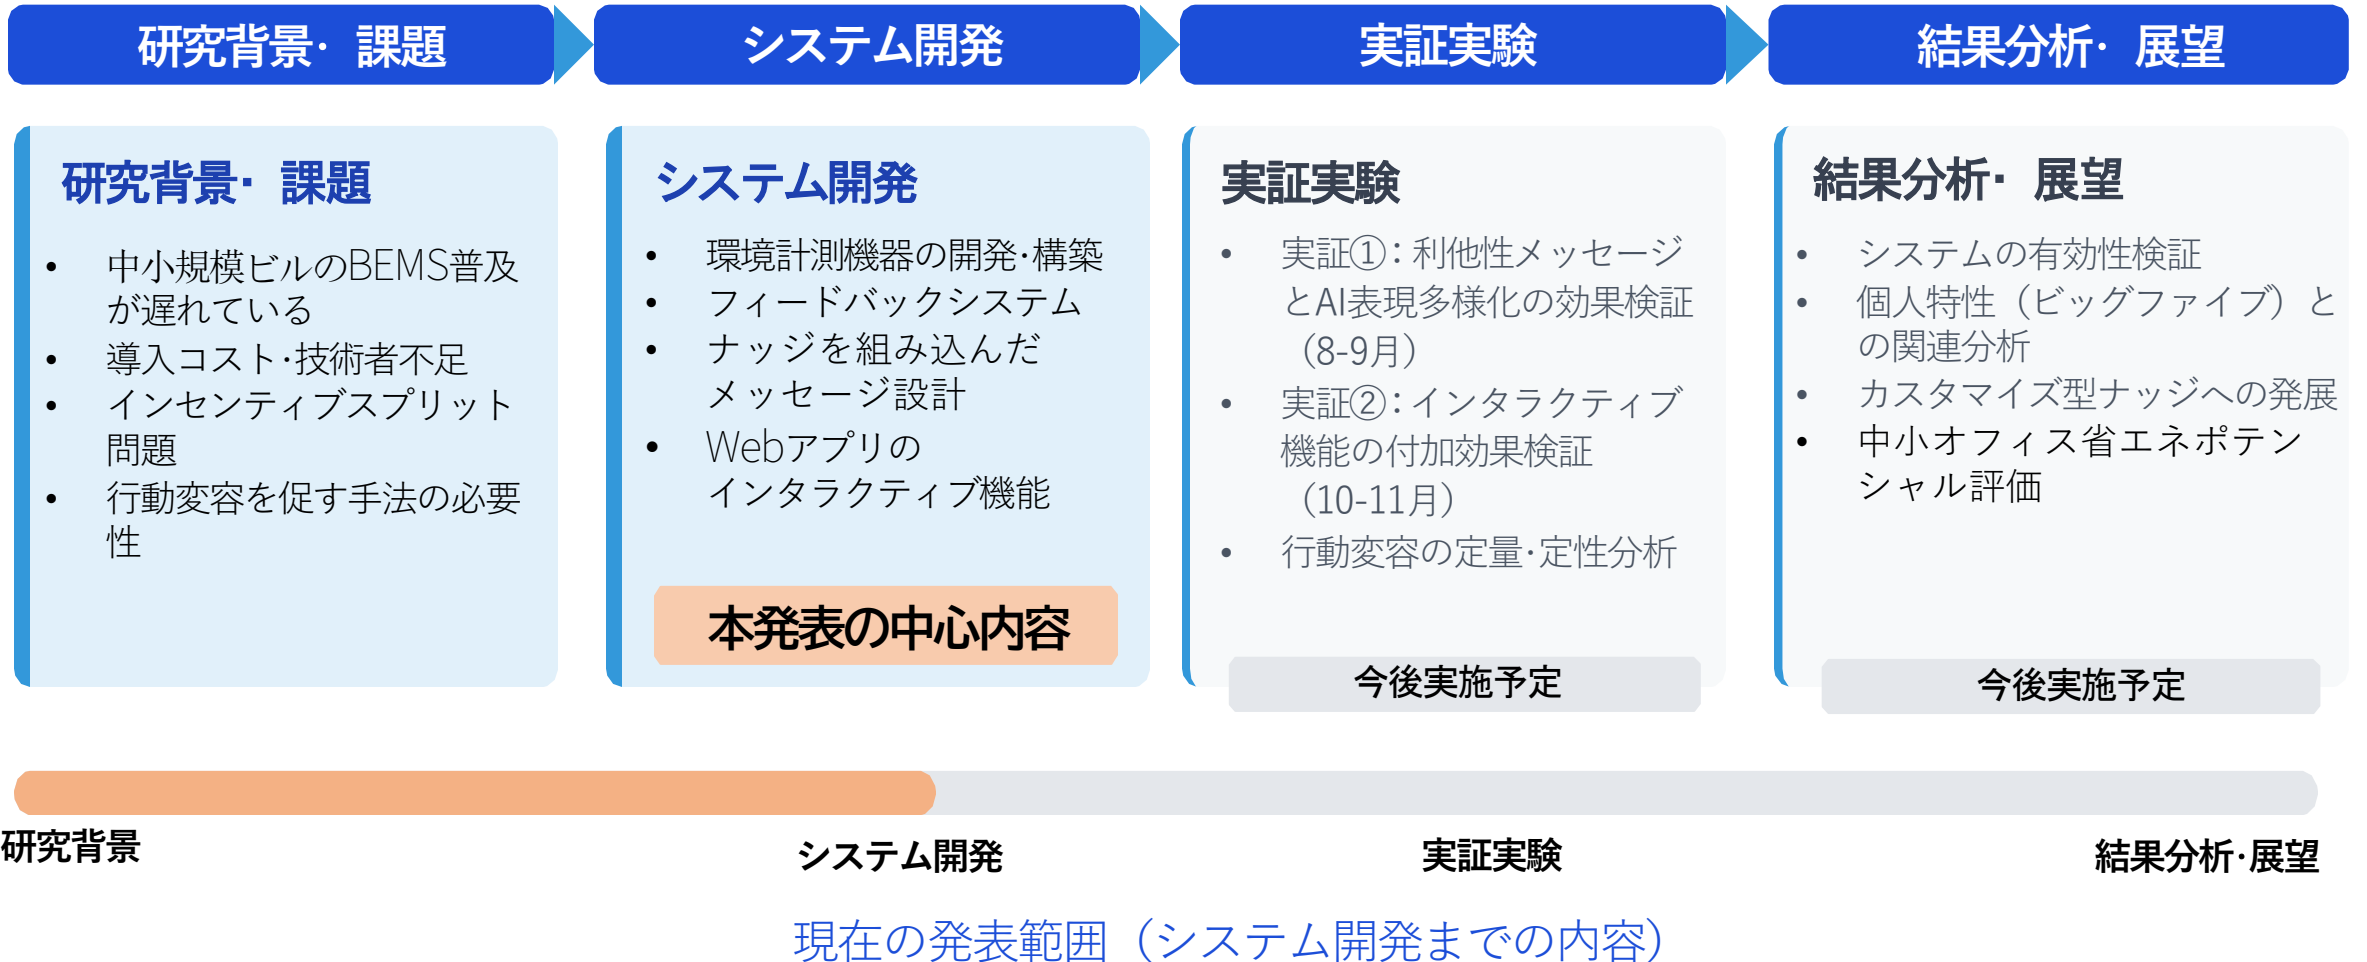 研究背景· 課題
システム開発
実証実験
結果分析· 展望
研究背景· 課題
• 中小規模ビルのBEMS普及
が遅れている
• 導入コスト·技術者不足
• インセンティブスプリット
問題
• 行動変容を促す手法の必要
性
システム開発
• 環境計測機器の開発·構築
• フィードバックシステム
• ナッジを組み込んだ
メッセージ設計
• Webアプリの
インタラクティブ機能
本発表の中心内容
実証実験
• 実証①：利他性メッセージ
とAI表現多様化の効果検証
（8-9月）
• 実証②：インタラクティブ
機能の付加効果検証
（10-11月）
• 行動変容の定量·定性分析
今後実施予定
結果分析· 展望
• システムの有効性検証
• 個人特性（ビッグファイブ）と
の関連分析
• カスタマイズ型ナッジへの発展
• 中小オフィス省エネポテン
シャル評価
今後実施予定
研究背景
システム開発
実証実験
結果分析·展望
現在の発表範囲（システム開発までの内容）